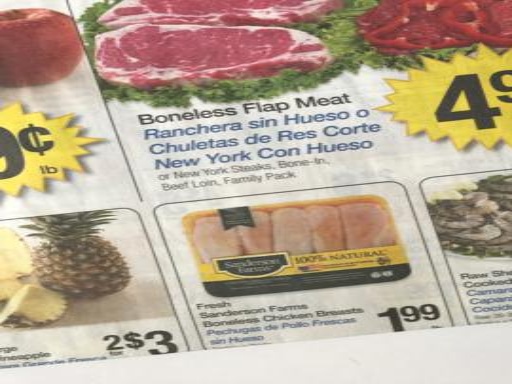 Boneless Flap Meat
Ranchera sin Hueso o
Chuletas de Res Corte
New York Con Hueso
or New York Steaks, Bone-In,
Beef Loin, Family Pack
4
¢
lb
Sanderson
Farms
100% NATURAL
Fresh
Sanderson Farms
Boneless Chicken Breasts
Pechugas de Pollo Frescas
sin Hueso
1.99
2 $3
Raw
Cooked